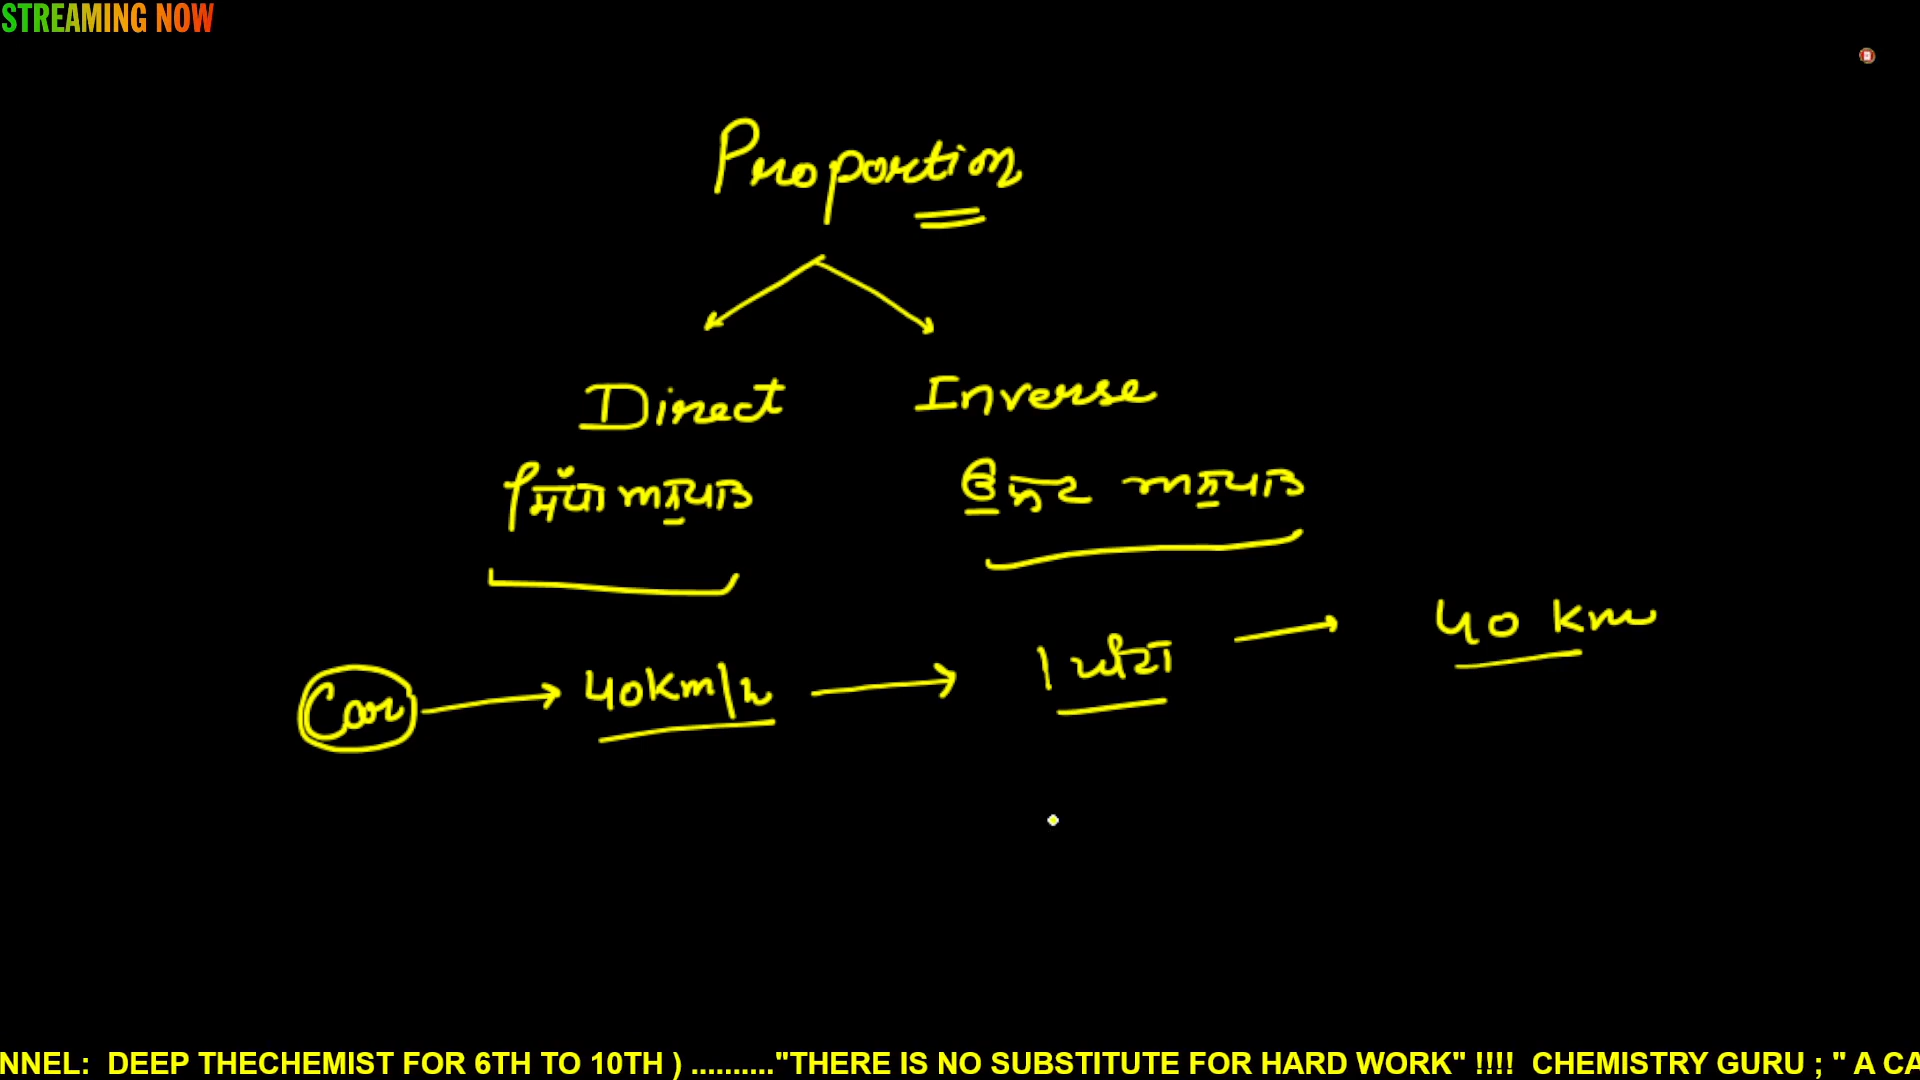 STREAMING NOW
Proportion
Direct Inverse
ਸਿੱਧਾ ਅਨੁਪਾਤ ਉਲਟ ਅਨੁਪਾਤ
Car 40km/h 1 ਘੰਟਾ 40 km
NNEL: DEEP THECHEMIST FOR 6TH TO 10TH ) .........."THERE IS NO SUBSTITUTE FOR HARD WORK" !!!! CHEMISTRY GURU ; " A CA